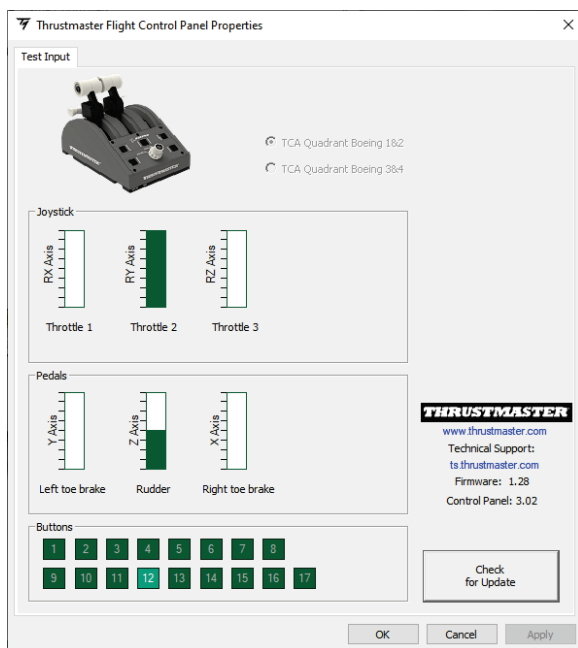 Thrustmaster Flight Control Panel Properties
Test Input
TCA Quadrant Boeing 1&2
TCA Quadrant Boeing 3&4
Joystick
RX Axis
RY Axis
RZ Axis
Throttle 1
Throttle 2
Throttle 3
Pedals
Y Axis
Z Axis
X Axis
Left toe brake
Rudder
Right toe brake
THRUSTMASTER
www.thrustmaster.com
Technical Support:
ts.thrustmaster.com
Firmware: 1.28
Control Panel: 3.02
Buttons
1 2 3 4 5 6 7 8
9 10 11 12 13 14 15 16 17
Check
for Update
OK
Cancel
Apply